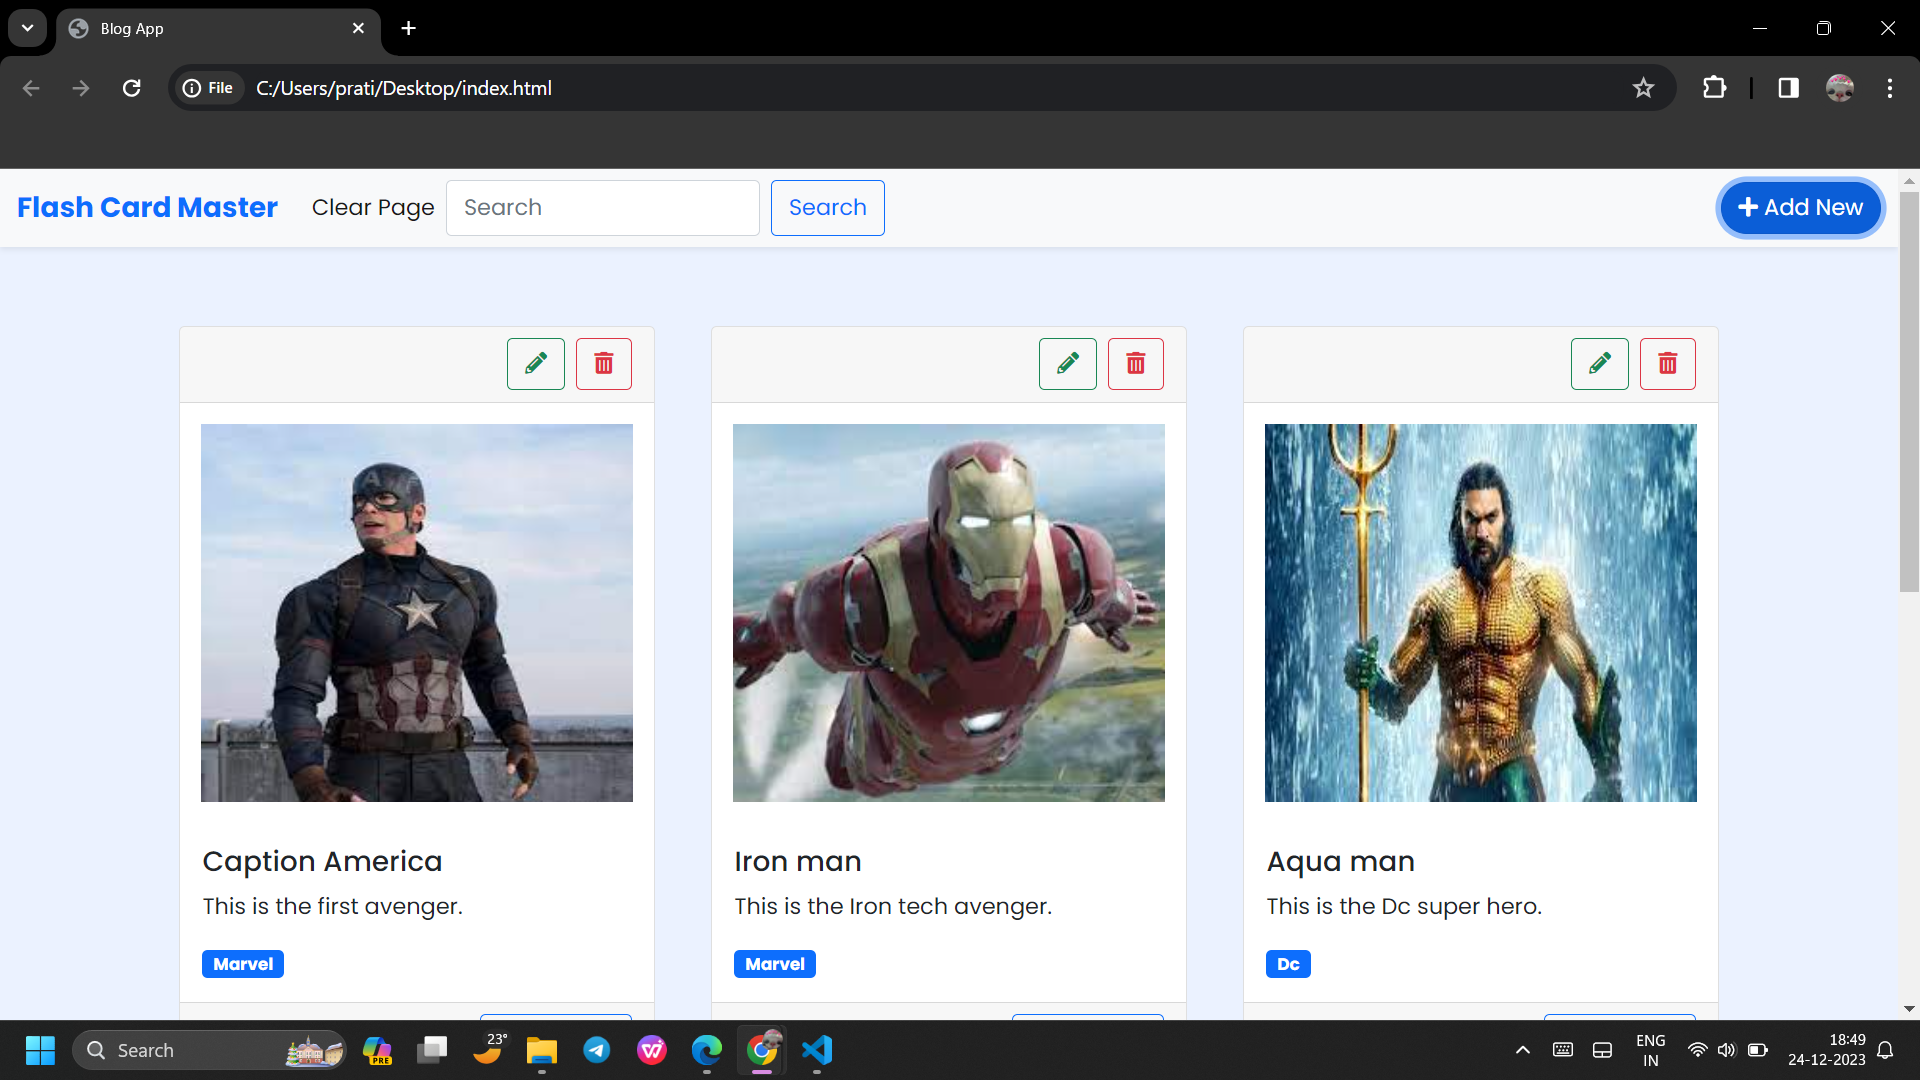 Blog App
File C:/Users/prati/Desktop/index.html
Flash Card Master Clear Page Search Search Add New
Caption America
This is the first avenger.
Marvel
Iron man
This is the Iron tech avenger.
Marvel
Aqua man
This is the Dc super hero.
Dc
Search
PRE
23°
ENG
IN
18:49
24-12-2023